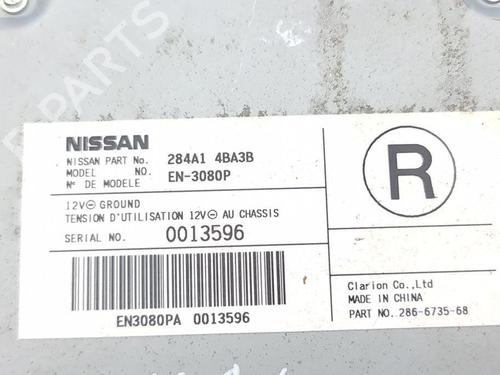 NISSAN
NISSAN PART No. 284A1 4BA3B
MODEL NO. EN-3080P
N° DE MODELE
12V⊖ GROUND
TENSION D'UTILISATION 12V⊖ AU CHASSIS
SERIAL NO. 0013596
EN3080PA 0013596
R
Clarion Co.,Ltd
MADE IN CHINA
PART NO. 286-6735-68
PARTS